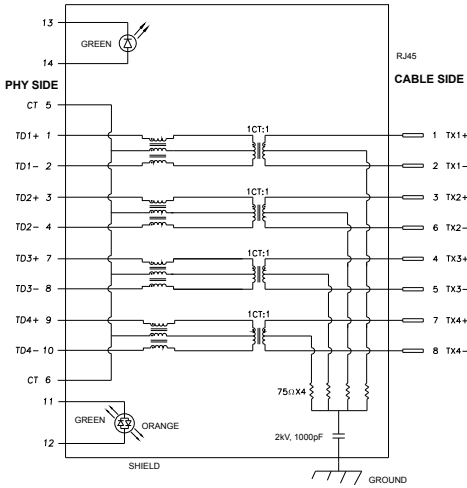 13
GREEN
14
RJ45
PHY SIDE
CABLE SIDE
CT 5
TD1+ 1
1CT:1
1 TX1+
TD1- 2
2 TX1-
TD2+ 3
1CT:1
3 TX2+
TD2- 4
6 TX2-
TD3+ 7
1CT:1
4 TX3+
TD3- 8
5 TX3-
TD4+ 9
1CT:1
7 TX4+
TD4- 10
8 TX4-
CT 6
75ΩX4
11
GREEN
ORANGE
12
2kV, 1000pF
SHIELD
GROUND